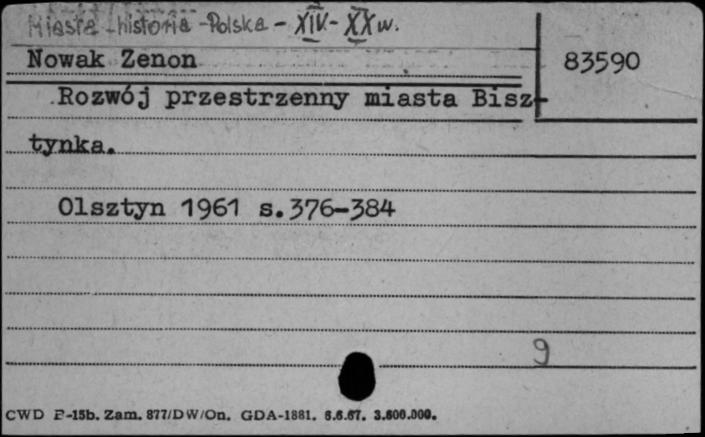 Miasta - historia - Polska - XIV - XX w.
Nowak Zenon
83590
Rozwój przestrzenny miasta Bisz-
tynka.
Olsztyn 1961 s.376-384
9
CWD P-15b. Zam. 877/DW/On. GDA-1881. 6.6.67. 3.800.000.